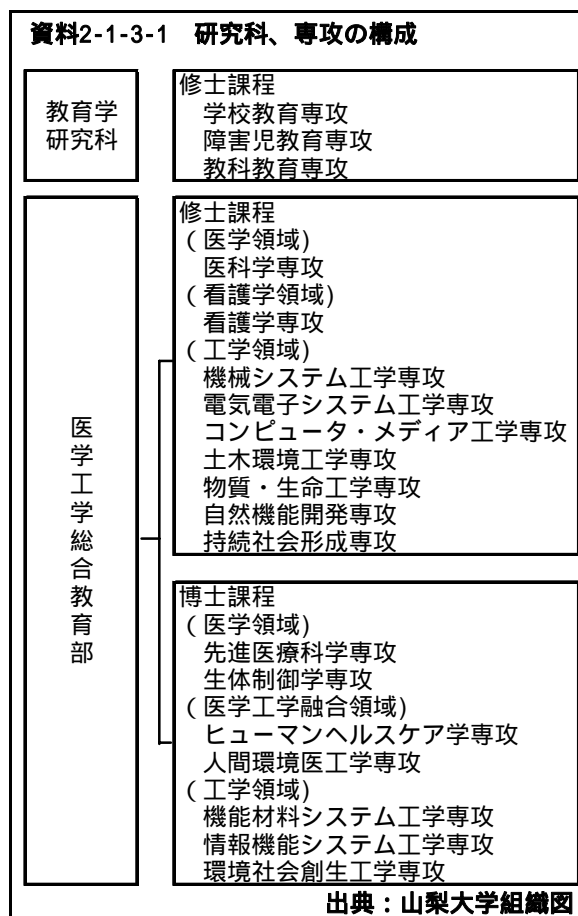 資料2-1-3-1　研究科、専攻の構成
教育学
研究科
修士課程
学校教育専攻
障害児教育専攻
教科教育専攻
医学工学総合教育部
修士課程
(医学領域)
医科学専攻
(看護学領域)
看護学専攻
(工学領域)
機械システム工学専攻
電気電子システム工学専攻
コンピュータ・メディア工学専攻
土木環境工学専攻
物質・生命工学専攻
自然機能開発専攻
持続社会形成専攻
博士課程
(医学領域)
先進医療科学専攻
生体制御学専攻
(医学工学融合領域)
ヒューマンヘルスケア学専攻
人間環境医工学専攻
(工学領域)
機能材料システム工学専攻
情報機能システム工学専攻
環境社会創生工学専攻
出典：山梨大学組織図